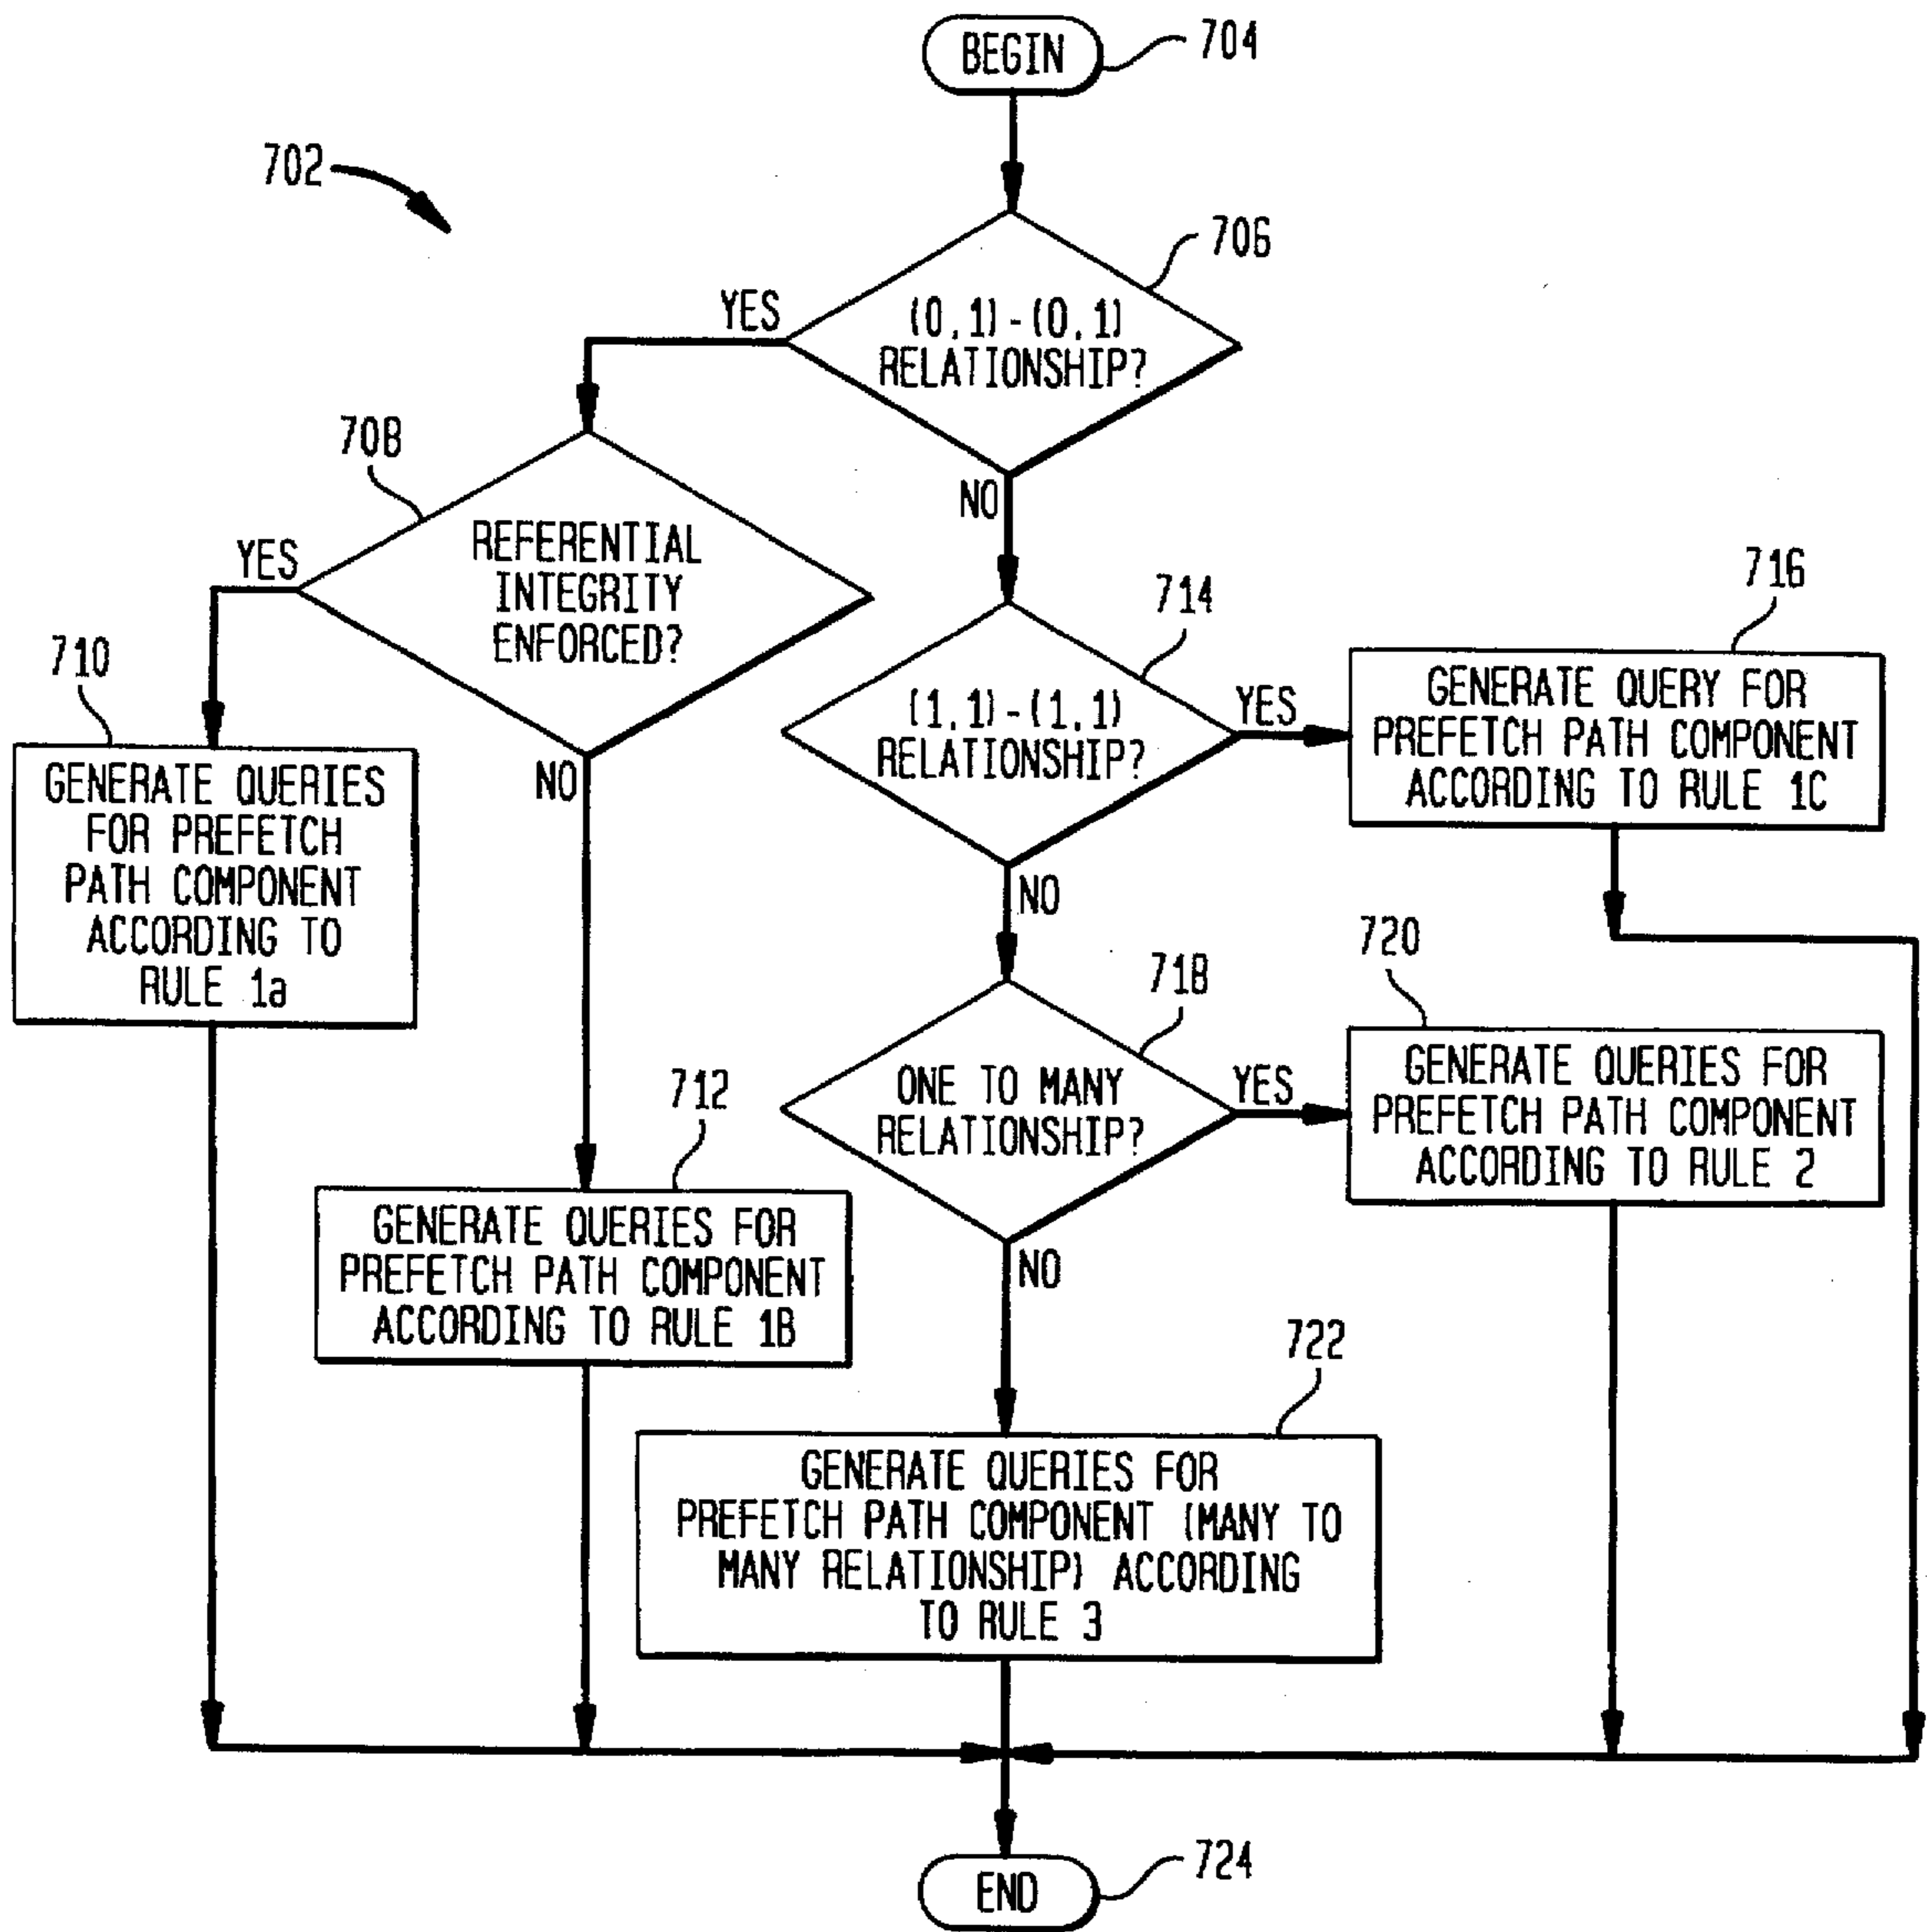 BEGIN
704
702
706
(0,1)-(0,1)
RELATIONSHIP?
YES
NO
708
REFERENTIAL
INTEGRITY
ENFORCED?
YES
NO
710
GENERATE QUERIES
FOR PREFETCH
PATH COMPONENT
ACCORDING TO
RULE 1a
714
(1,1)-(1,1)
RELATIONSHIP?
YES
NO
716
GENERATE QUERY FOR
PREFETCH PATH COMPONENT
ACCORDING TO RULE 1C
718
ONE TO MANY
RELATIONSHIP?
YES
NO
720
GENERATE QUERIES FOR
PREFETCH PATH COMPONENT
ACCORDING TO RULE 2
712
GENERATE QUERIES FOR
PREFETCH PATH COMPONENT
ACCORDING TO RULE 1B
722
GENERATE QUERIES FOR
PREFETCH PATH COMPONENT (MANY TO
MANY RELATIONSHIP) ACCORDING
TO RULE 3
END
724